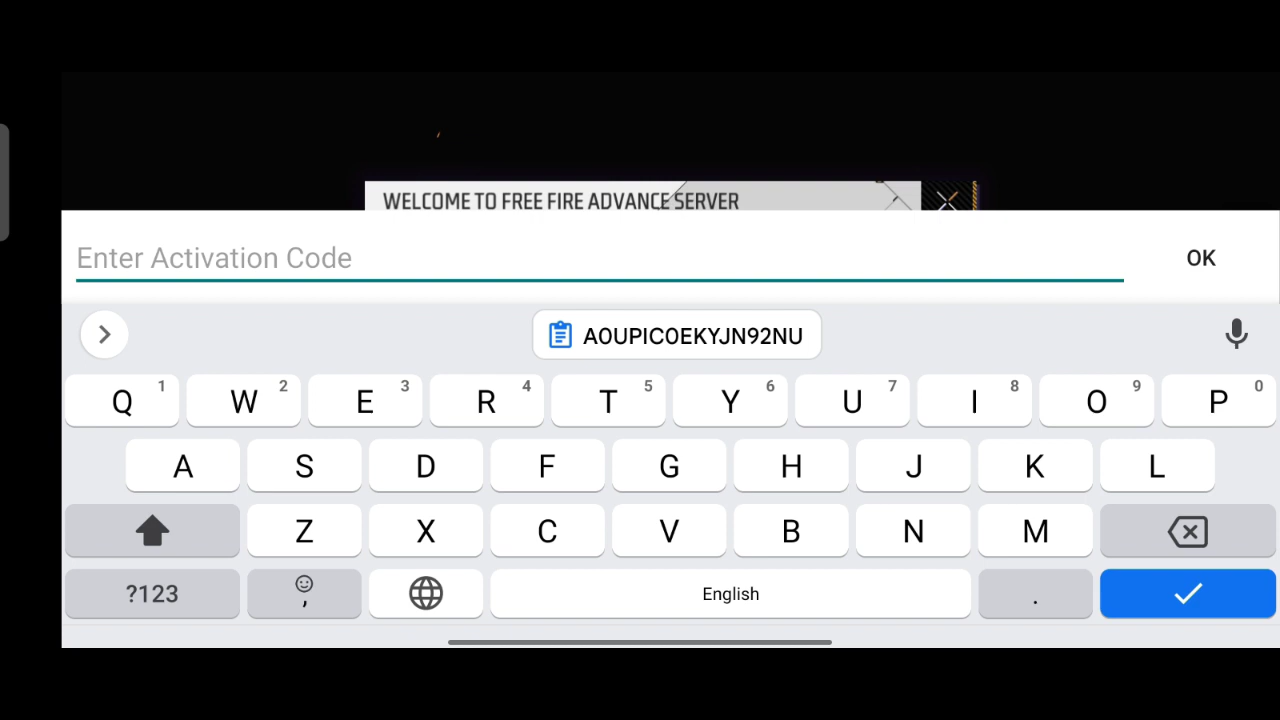 WELCOME TO FREE FIRE ADVANCE SERVER
Enter Activation Code
OK
A0UPIC0EKYJN92NU
Q 1 W 2 E 3 R 4 T 5 Y 6 U 7 I 8 O 9 P 0
A S D F G H J K L
Z X C V B N M
?123 , English .